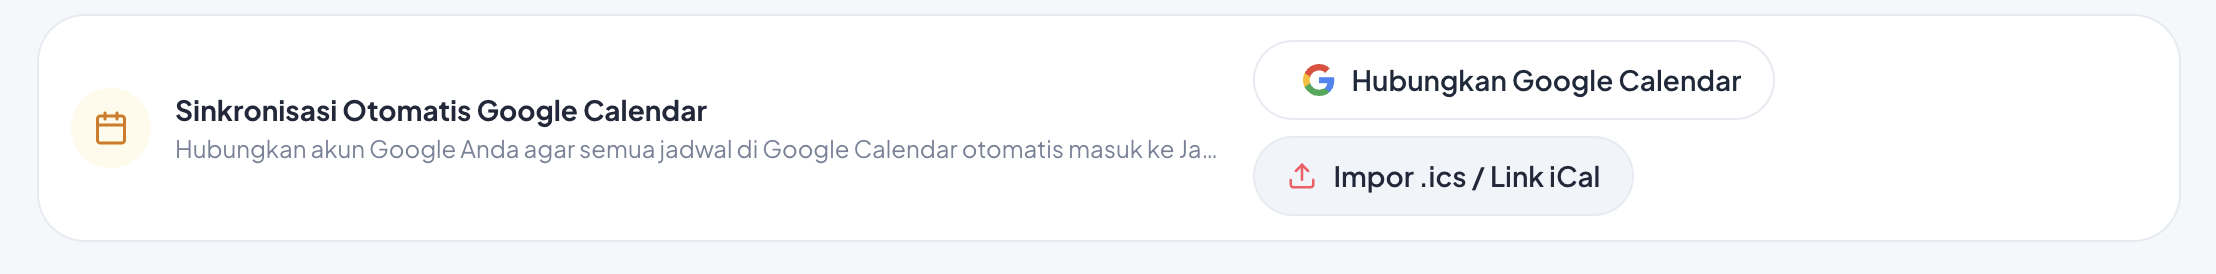 Sinkronisasi Otomatis Google Calendar
Hubungkan akun Google Anda agar semua jadwal di Google Calendar otomatis masuk ke Ja...
Hubungkan Google Calendar
Impor .ics / Link iCal